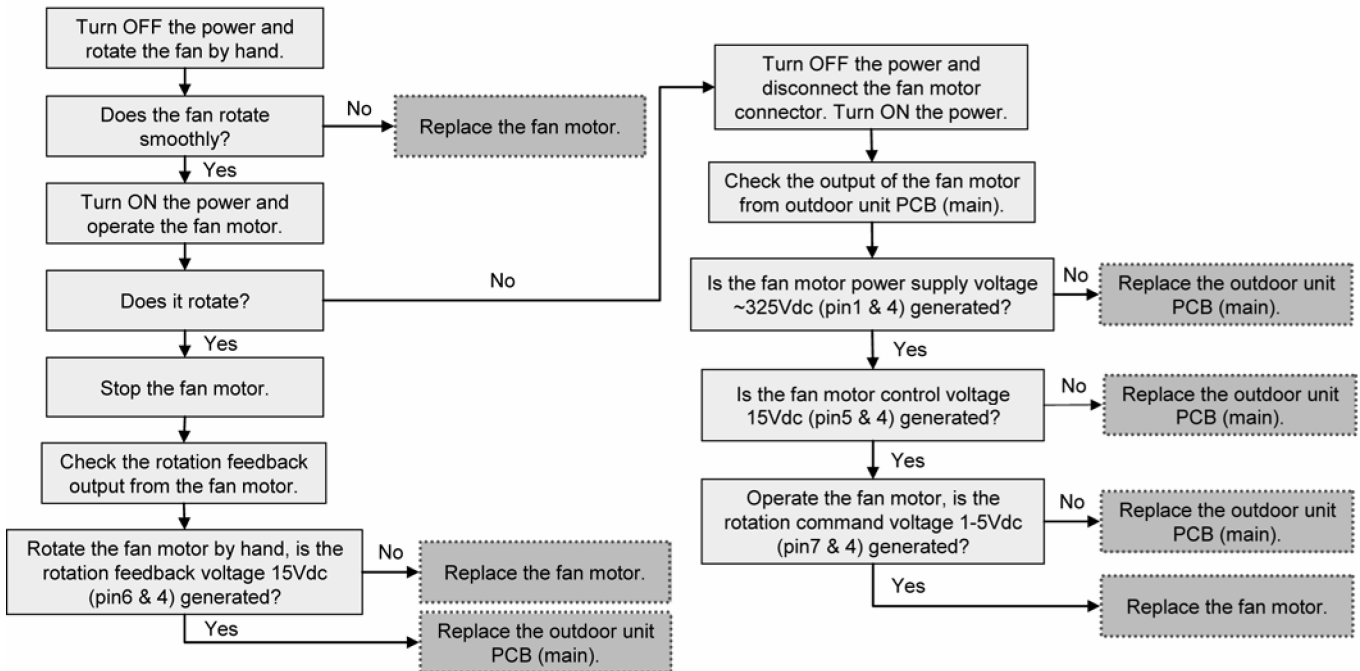 Turn OFF the power and
rotate the fan by hand.
Does the fan rotate
smoothly?
No
Replace the fan motor.
Yes
Turn ON the power and
operate the fan motor.
Does it rotate?
No
Yes
Stop the fan motor.
Check the rotation feedback
output from the fan motor.
Rotate the fan motor by hand, is the
rotation feedback voltage 15Vdc
(pin6 & 4) generated?
No
Replace the fan motor.
Yes
Replace the outdoor unit
PCB (main).
Turn OFF the power and
disconnect the fan motor
connector. Turn ON the power.
Check the output of the fan motor
from outdoor unit PCB (main).
Is the fan motor power supply voltage
~325Vdc (pin1 & 4) generated?
No
Replace the outdoor unit
PCB (main).
Yes
Is the fan motor control voltage
15Vdc (pin5 & 4) generated?
No
Replace the outdoor unit
PCB (main).
Yes
Operate the fan motor, is the
rotation command voltage 1-5Vdc
(pin7 & 4) generated?
No
Replace the outdoor unit
PCB (main).
Yes
Replace the fan motor.